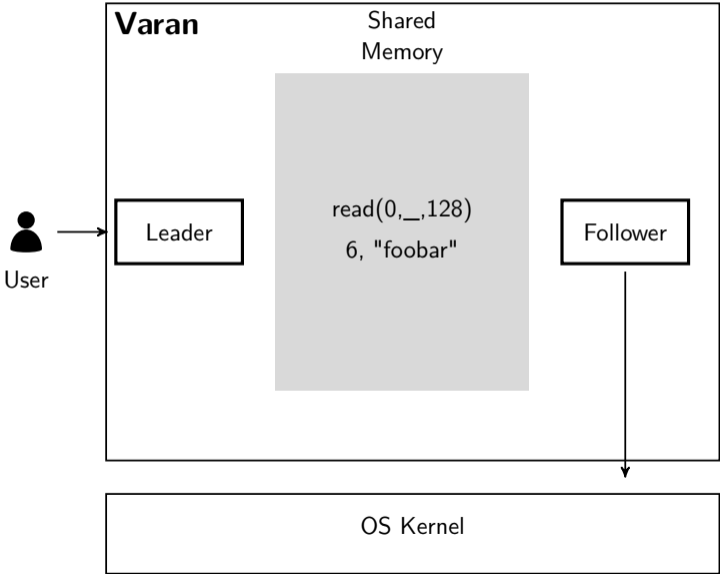 Varan
Shared
Memory
read(0,_,128)
6, "foobar"
Leader
Follower
User
OS Kernel